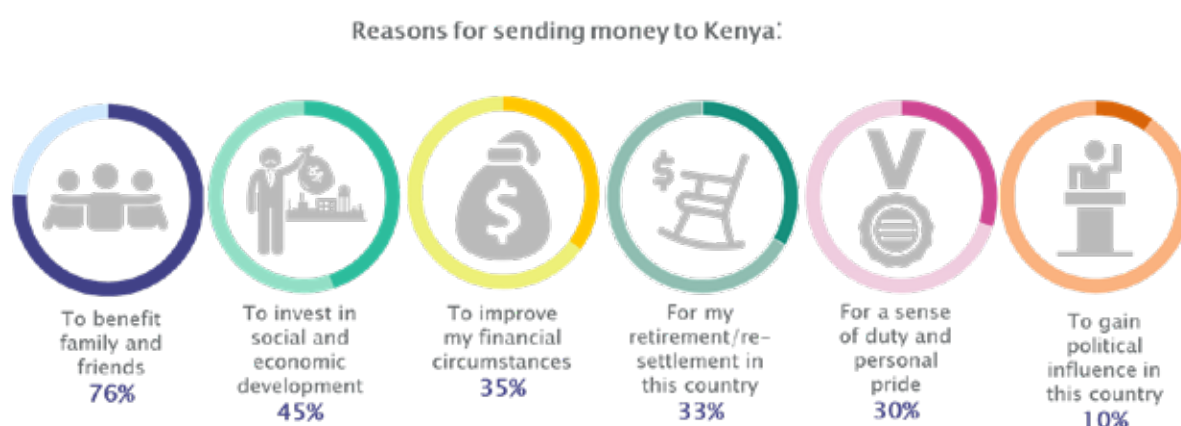 Reasons for sending money to Kenya:
To benefit
family and
friends
76%
To invest in
social and
economic
development
45%
To improve
my financial
circumstances
35%
For my
retirement/re-
settlement in
this country
33%
For a sense
of duty and
personal
pride
30%
To gain
political
influence in
this country
10%